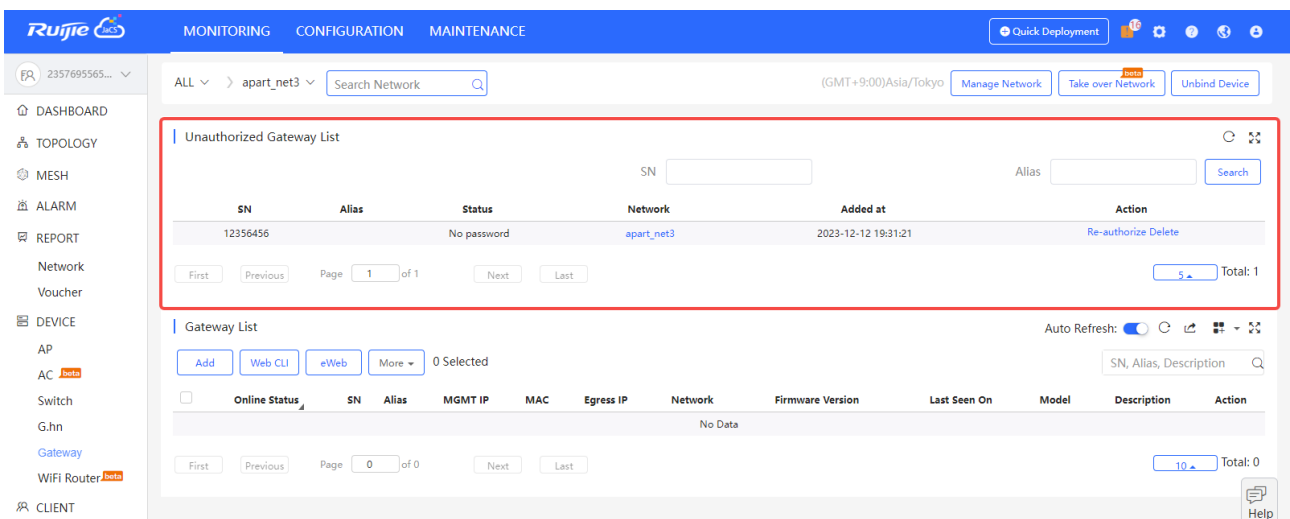 Ruijie JaCS MONITORING CONFIGURATION MAINTENANCE Quick Deployment 16
2357695565... ALL apart_net3 Search Network (GMT+9:00)Asia/Tokyo Manage Network Take over Network beta Unbind Device
DASHBOARD
TOPOLOGY
MESH
ALARM
REPORT
Network
Voucher
DEVICE
AP
AC beta
Switch
G.hn
Gateway
WiFi Router beta
CLIENT
Unauthorized Gateway List
SN Alias Search
SN Alias Status Network Added at Action
12356456 No password apart_net3 2023-12-12 19:31:21 Re-authorize Delete
First Previous Page 1 of 1 Next Last 5 Total: 1
Gateway List Auto Refresh:
Add Web CLI eWeb More 0 Selected SN, Alias, Description
Online Status SN Alias MGMT IP MAC Egress IP Network Firmware Version Last Seen On Model Description Action
No Data
First Previous Page 0 of 0 Next Last 10 Total: 0
Help